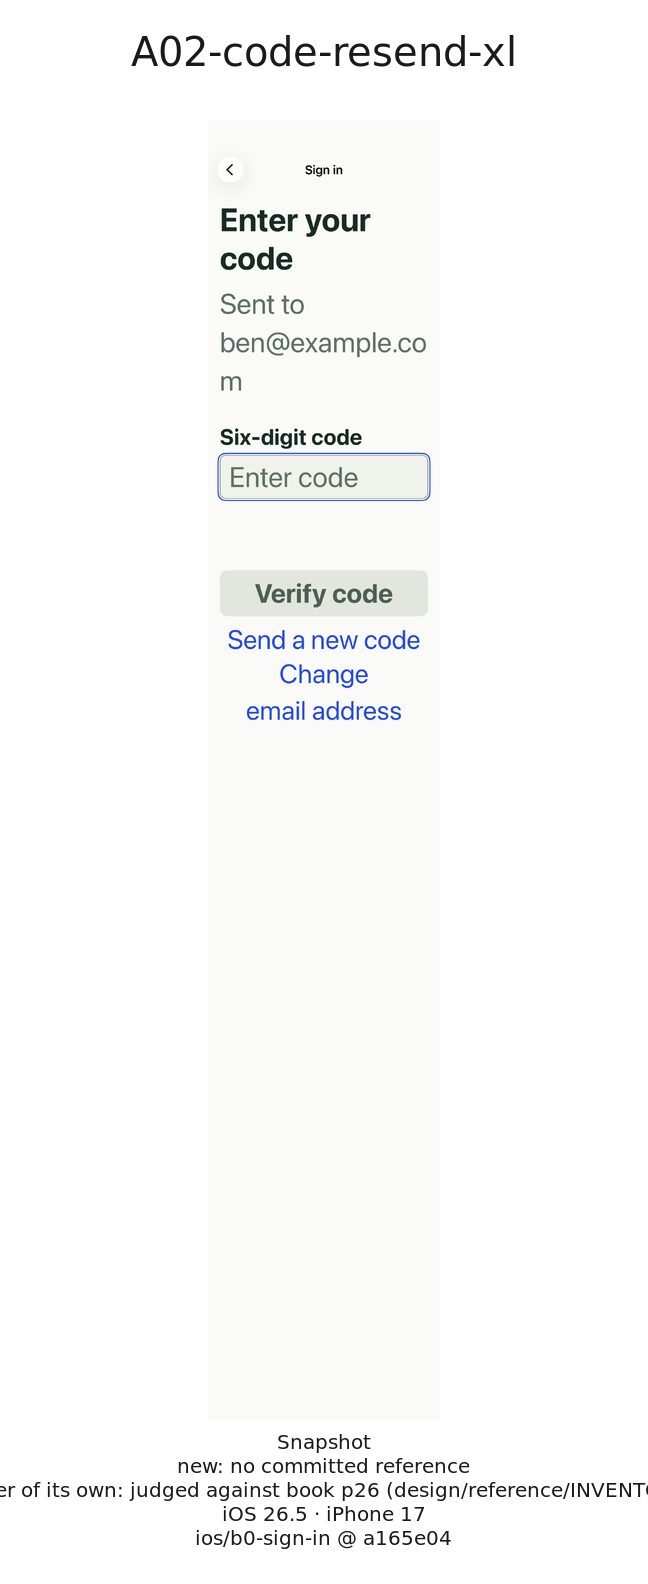 A02-code-resend-xl
Sign in
Enter your
code
Sent to
ben@example.co
m
Six-digit code
Enter code
Verify code
Send a new code
Change
email address
Snapshot
new: no committed reference
of its own: judged against book p26 (design/reference/
iOS 26.5 · iPhone 17
ios/b0-sign-in @ a165e04